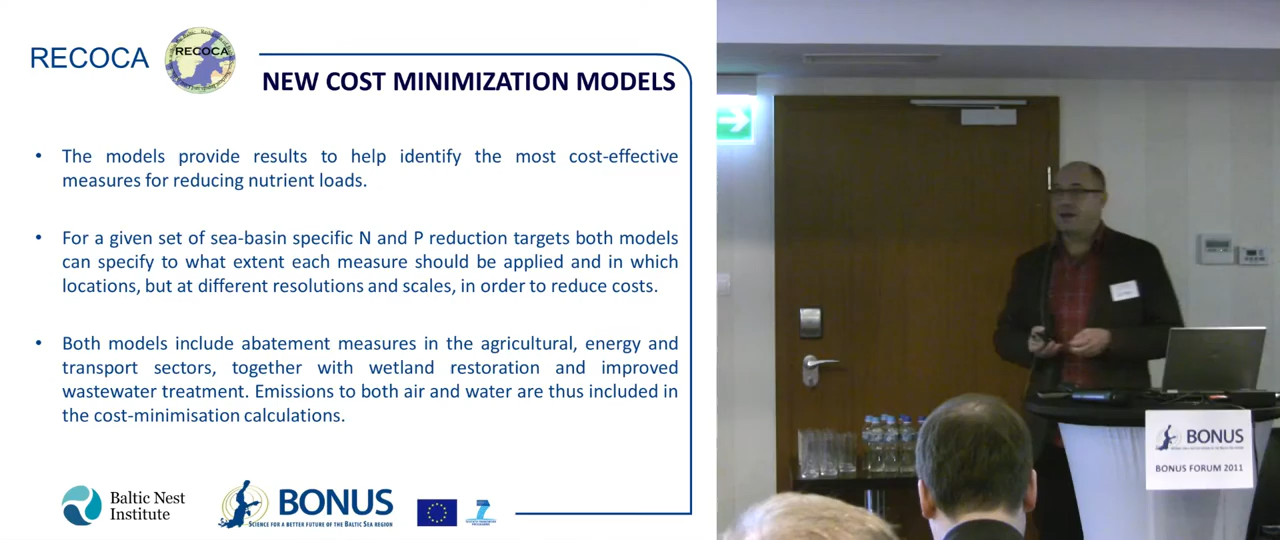 RECOCA
RECOCA
NEW COST MINIMIZATION MODELS
• The models provide results to help identify the most cost-effective
measures for reducing nutrient loads.
• For a given set of sea-basin specific N and P reduction targets both models
can specify to what extent each measure should be applied and in which
locations, but at different resolutions and scales, in order to reduce costs.
• Both models include abatement measures in the agricultural, energy and
transport sectors, together with wetland restoration and improved
wastewater treatment. Emissions to both air and water are thus included in
the cost-minimisation calculations.
Baltic Nest
Institute
BONUS
SCIENCE FOR A BETTER FUTURE OF THE BALTIC SEA REGION
BONUS
BONUS FORUM 2011